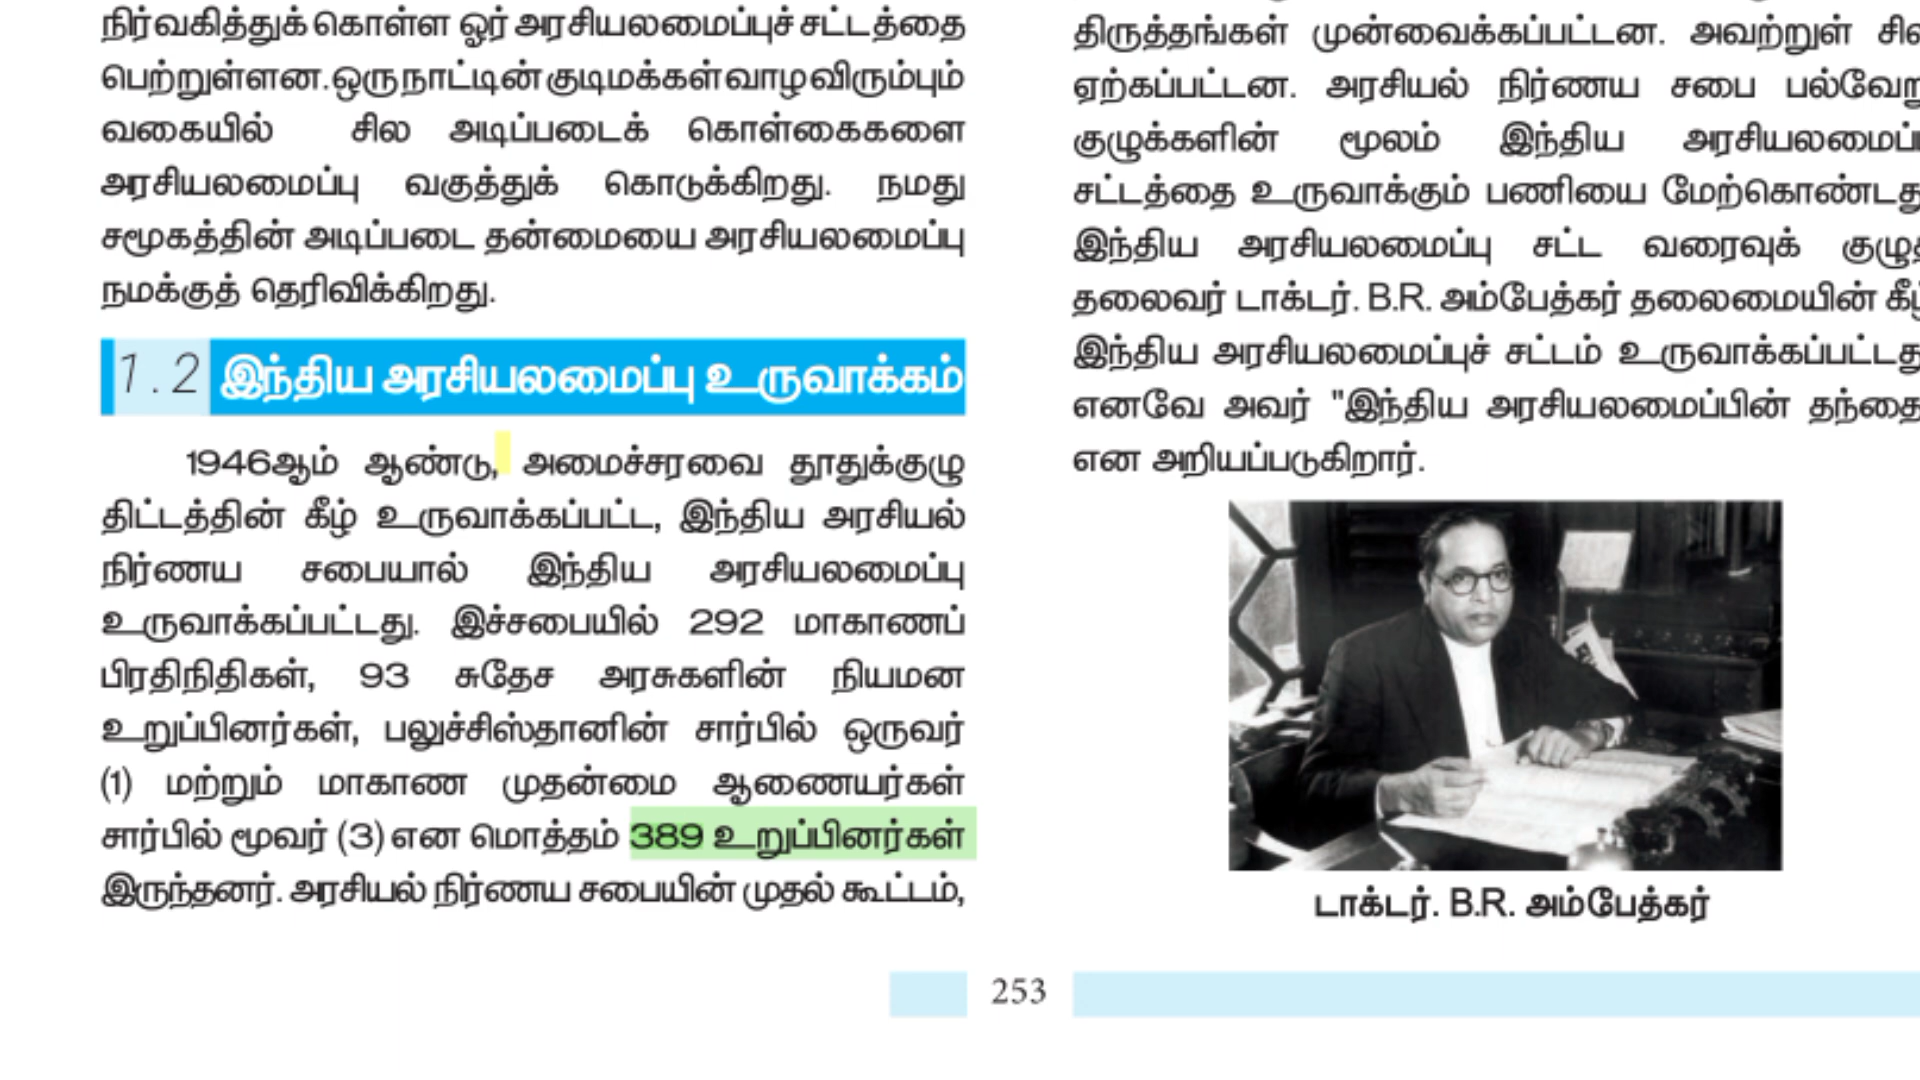 நிர்வகித்துக் கொள்ள ஓர் அரசியலமைப்புச் சட்டத்தை
பெற்றுள்ளன. ஒரு நாட்டின் குடிமக்கள் வாழ விரும்பும்
வகையில் சில அடிப்படைக் கொள்கைகளை
அரசியலமைப்பு வகுத்துக் கொடுக்கிறது. நமது
சமூகத்தின் அடிப்படை தன்மையை அரசியலமைப்பு
நமக்குத் தெரிவிக்கிறது.
1.2 இந்திய அரசியலமைப்பு உருவாக்கம்
1946ஆம் ஆண்டு, அமைச்சரவை தூதுக்குழு
திட்டத்தின் கீழ் உருவாக்கப்பட்ட, இந்திய அரசியல்
நிர்ணய சபையால் இந்திய அரசியலமைப்பு
உருவாக்கப்பட்டது. இச்சபையில் 292 மாகாணப்
பிரதிநிதிகள், 93 சுதேச அரசுகளின் நியமன
உறுப்பினர்கள், பலுச்சிஸ்தானின் சார்பில் ஒருவர்
(1) மற்றும் மாகாண முதன்மை ஆணையர்கள்
சார்பில் மூவர் (3) என மொத்தம் 389 உறுப்பினர்கள்
இருந்தனர். அரசியல் நிர்ணய சபையின் முதல் கூட்டம்,
திருத்தங்கள் முன்வைக்கப்பட்டன. அவற்றுள்
ஏற்கப்பட்டன. அரசியல் நிர்ணய சபை
குழுக்களின் மூலம் இந்திய
சட்டத்தை உருவாக்கும் பணியை
இந்திய அரசியலமைப்பு சட்ட வரைவுக்
தலைவர் டாக்டர். B.R. அம்பேத்கர் தலைமையின்
இந்திய அரசியலமைப்புச் சட்டம்
எனவே அவர் "இந்திய அரசியலமைப்பின் தந்தை
என அறியப்படுகிறார்.
டாக்டர். B.R. அம்பேத்கர்
253